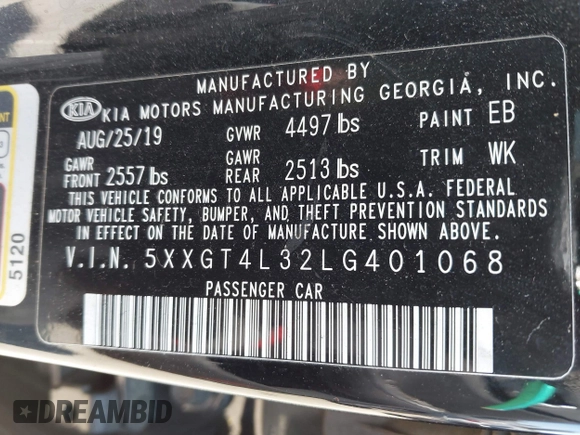 MANUFACTURED BY
KIA KIA MOTORS MANUFACTURING GEORGIA, INC.
AUG/25/19 GVWR 4497 lbs PAINT EB
GAWR FRONT 2557 lbs GAWR REAR 2513 lbs TRIM WK
THIS VEHICLE CONFORMS TO ALL APPLICABLE U.S.A. FEDERAL
MOTOR VEHICLE SAFETY, BUMPER, AND THEFT PREVENTION STANDARDS
IN EFFECT ON THE DATE OF MANUFACTURE SHOWN ABOVE.
V.I.N. 5XXGT4L32LG401068
PASSENGER CAR
5120
DREAMBID